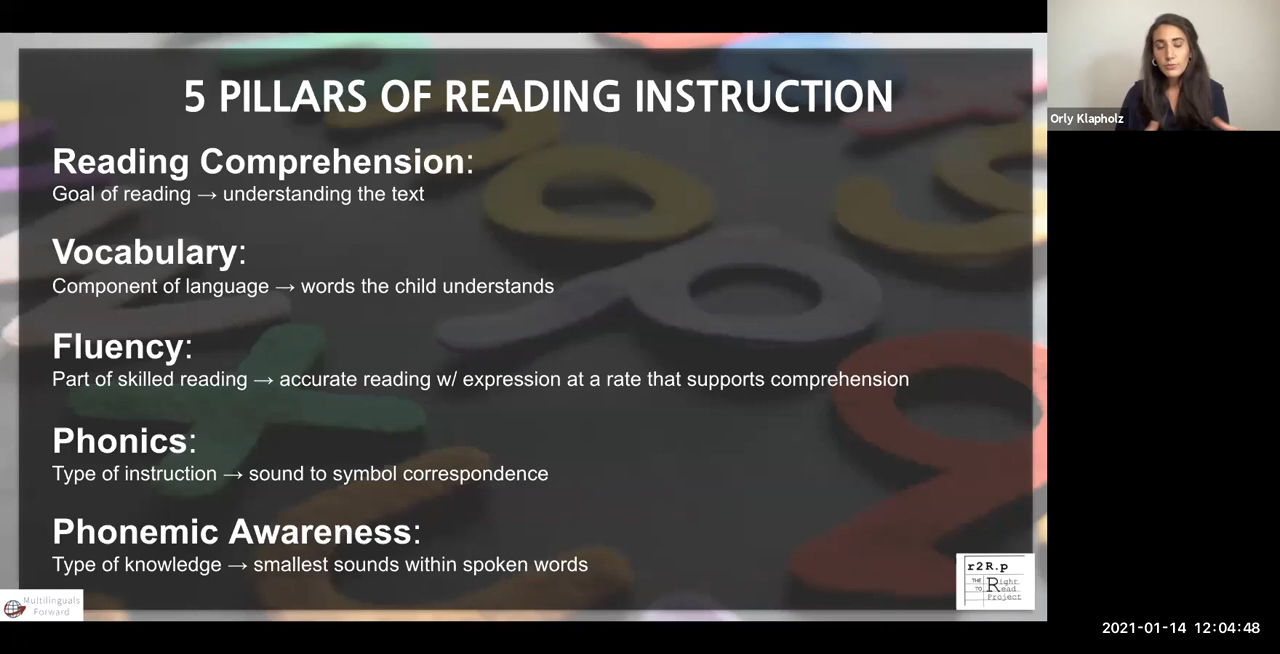 5 PILLARS OF READING INSTRUCTION
Reading Comprehension:
Goal of reading → understanding the text
Vocabulary:
Component of language → words the child understands
Fluency:
Part of skilled reading → accurate reading w/ expression at a rate that supports comprehension
Phonics:
Type of instruction → sound to symbol correspondence
Phonemic Awareness:
Type of knowledge → smallest sounds within spoken words
Multilinguals
Forward
r2R.p
THE Right
TO Read
Project
Orly Klapholz
2021-01-14 12:04:48